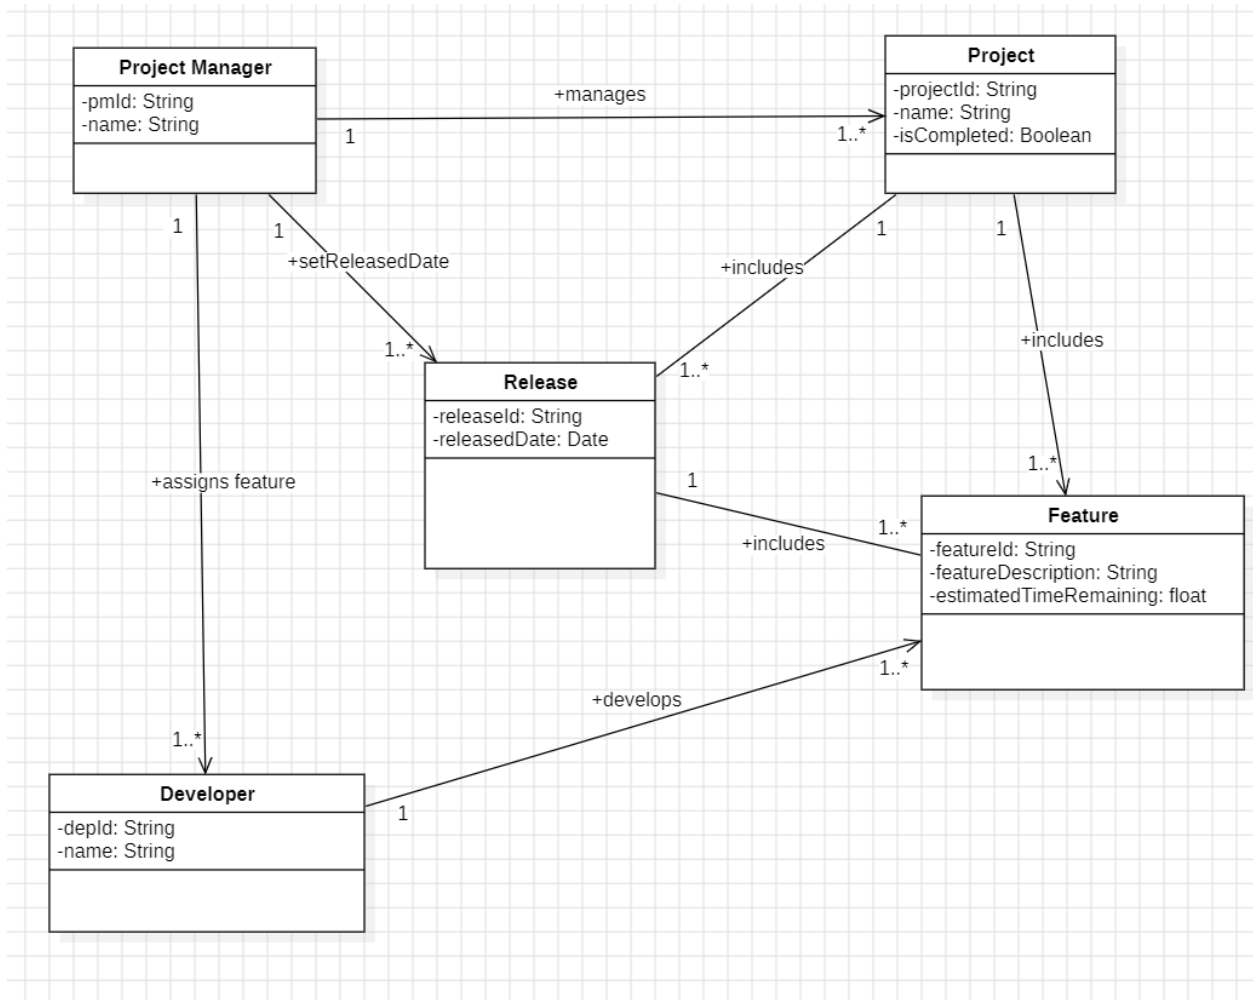 Project Manager
-pmId: String
-name: String
+manages
1
1..*
Project
-projectId: String
-name: String
-isCompleted: Boolean
1
1
+setReleasedDate
1..*
1
+includes
1..*
1
+includes
1..*
Release
-releaseId: String
-releasedDate: Date
+assigns feature
1..*
1
+includes
1..*
Feature
-featureId: String
-featureDescription: String
-estimatedTimeRemaining: float
+develops
1..*
1
Developer
-depId: String
-name: String